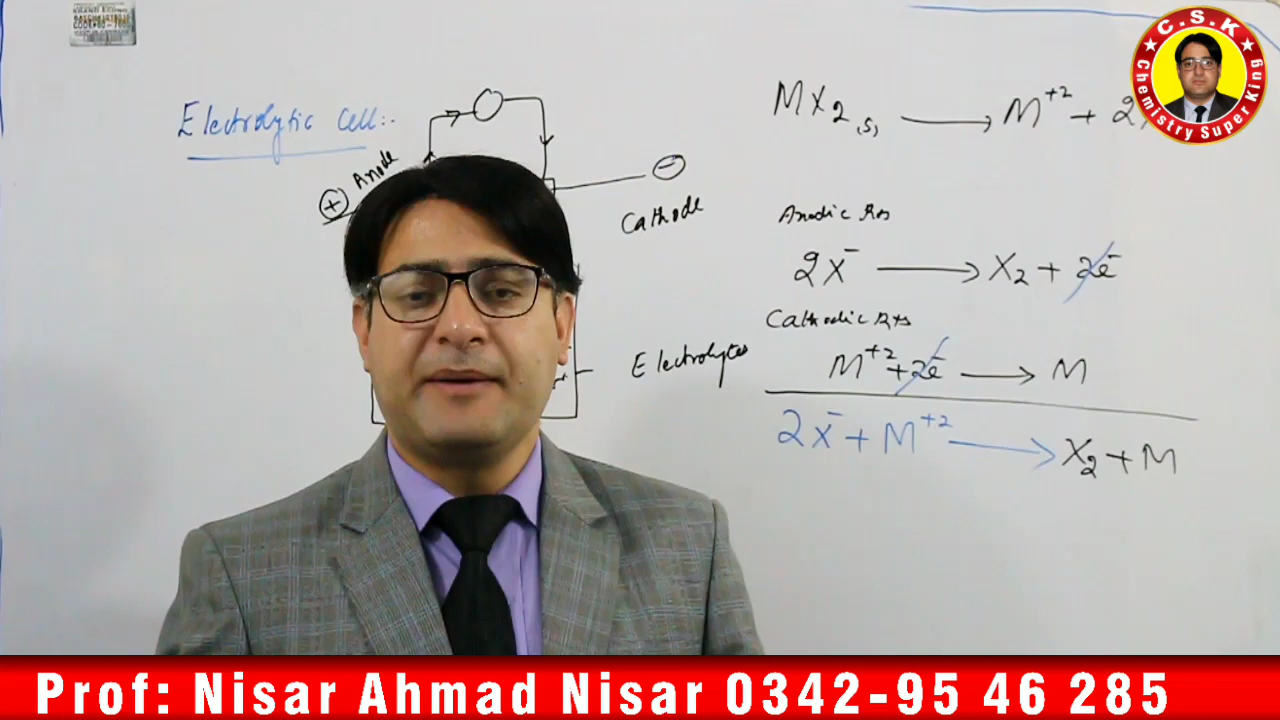 C.S.K
Chemistry Super King
Electrolytic Cell:-
+ Anode
−
Cathode
Electrolytes
MX₂(s) ⟶ M⁺² + 2
Anodic Rxs
2X⁻ ⟶ X₂ + 2e⁻
Cathodic Rxs
M⁺² + 2e⁻ ⟶ M
2X⁻ + M⁺² ⟶ X₂ + M
Prof: Nisar Ahmad Nisar 0342-95 46 285